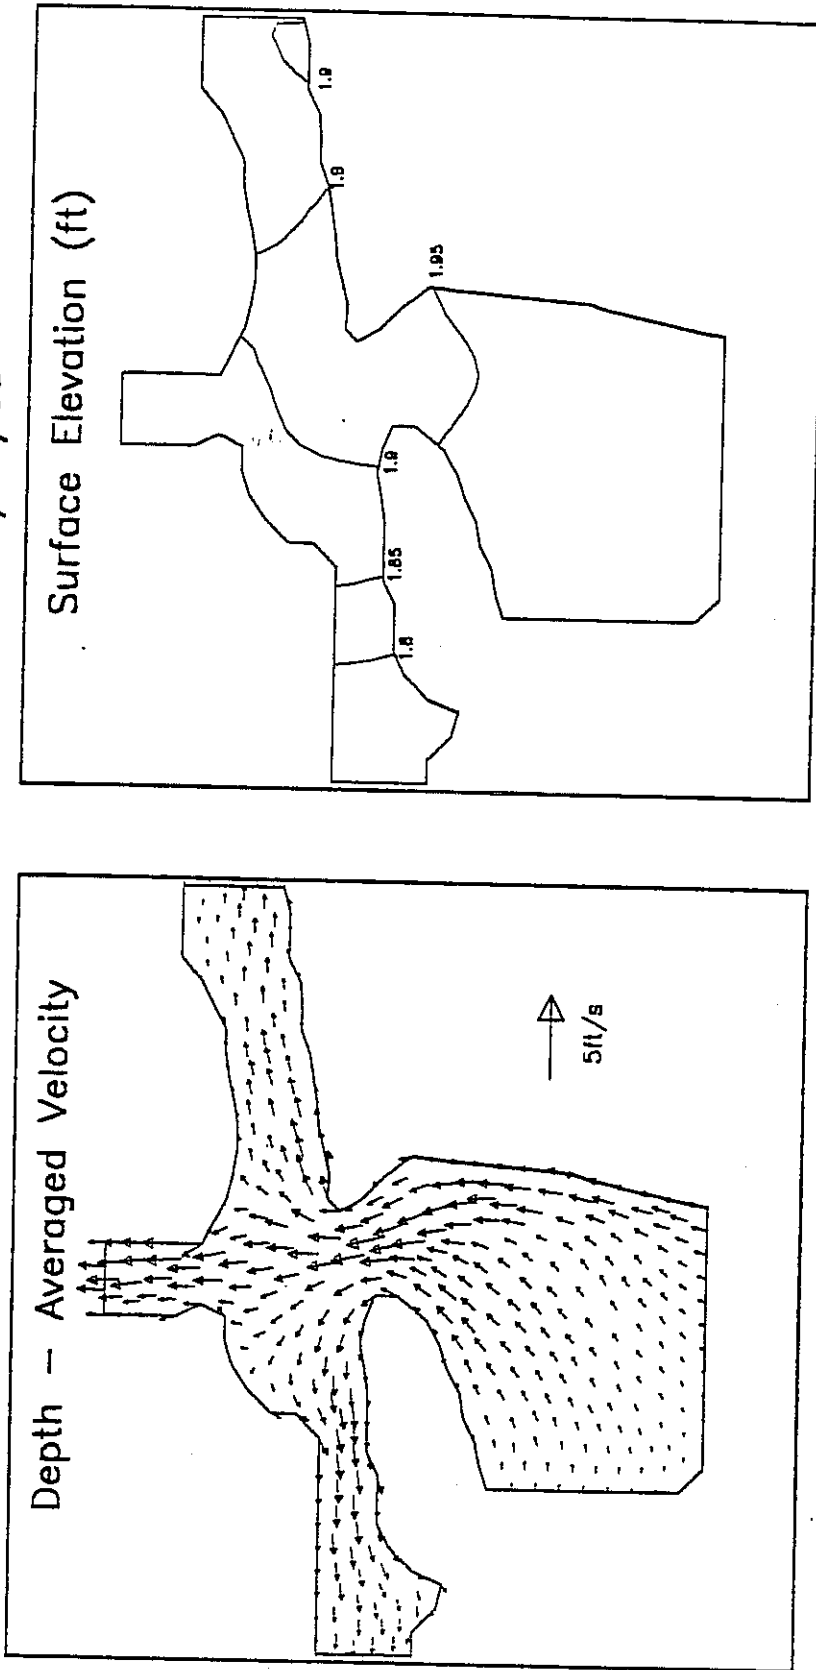 Surface Elevation (ft)
1.9
1.9
1.95
1.9
1.85
1.8
Depth — Averaged Velocity
5ft/s